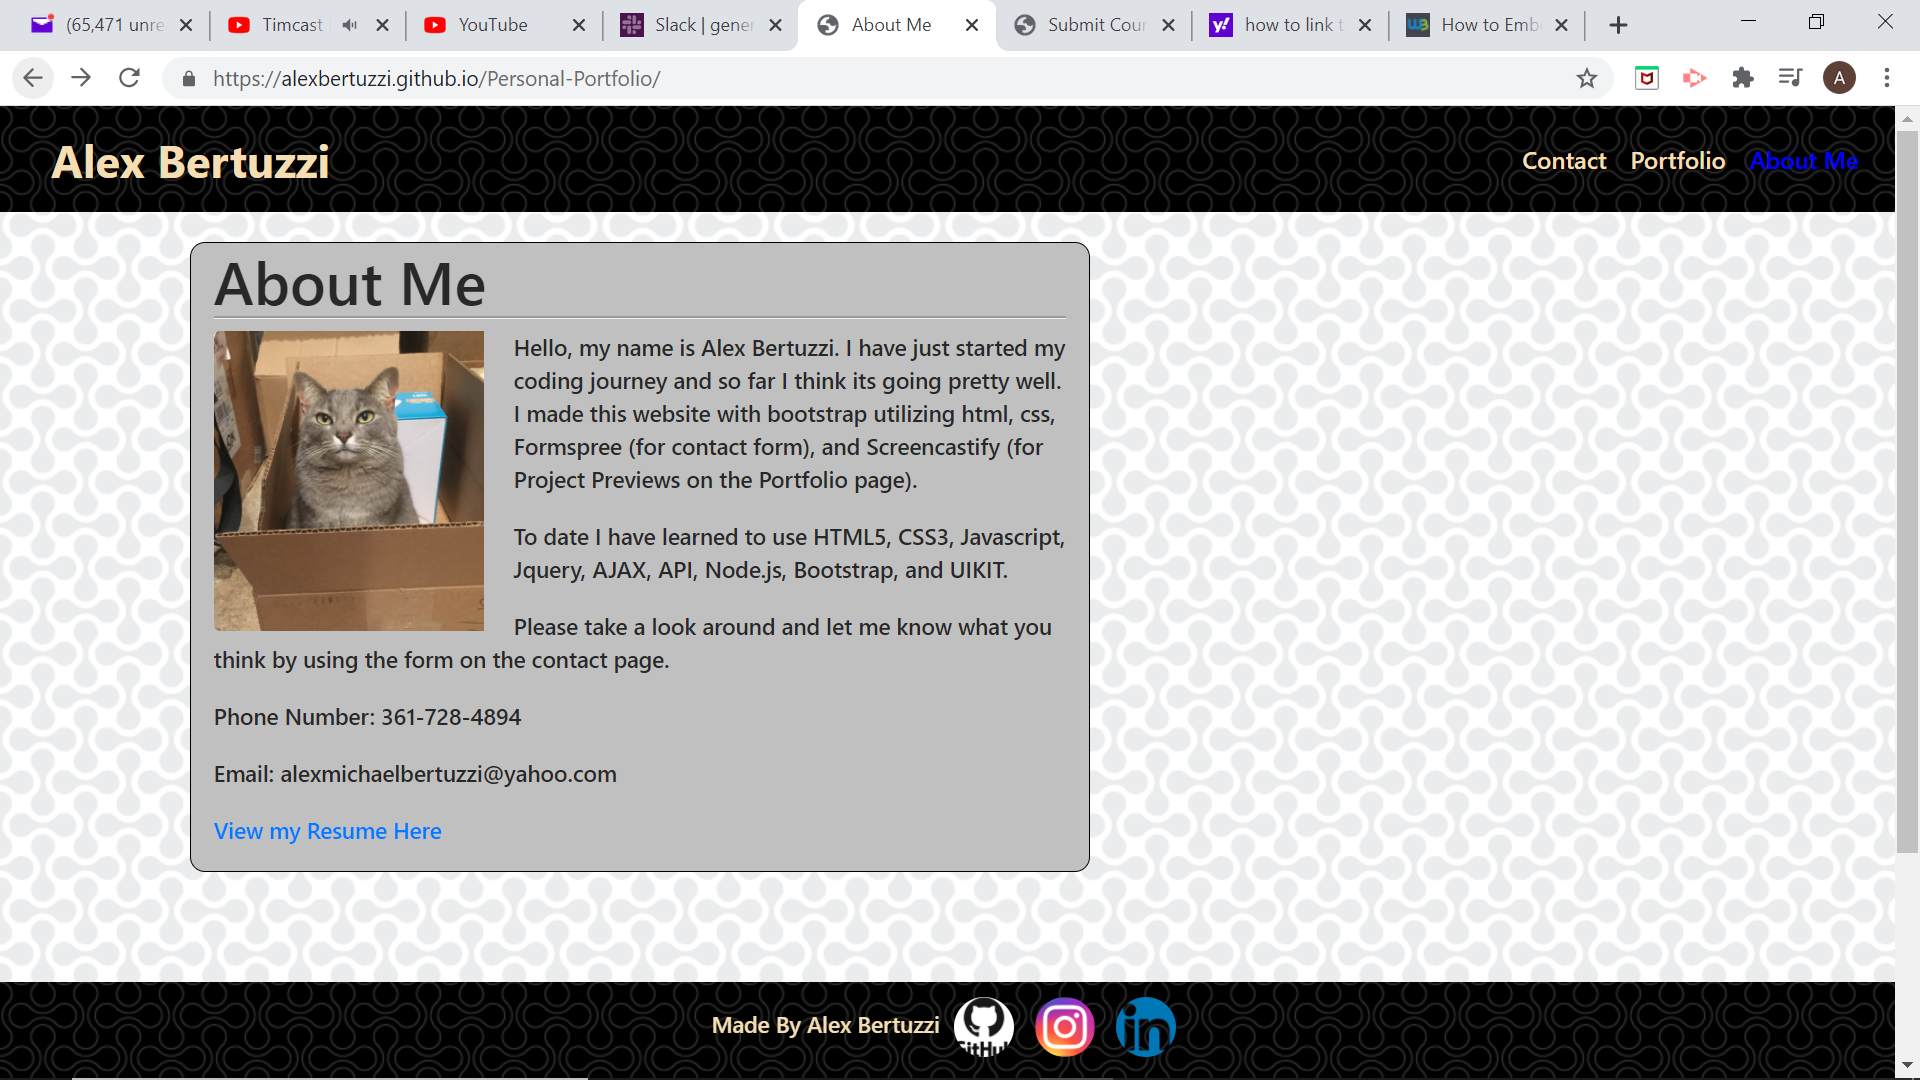 (65,471 unre
Timcast
YouTube
Slack | gener
About Me
Submit Cour
how to link t
How to Embe
https://alexbertuzzi.github.io/Personal-Portfolio/
A
Alex Bertuzzi
Contact Portfolio About Me
About Me
Hello, my name is Alex Bertuzzi. I have just started my
coding journey and so far I think its going pretty well.
I made this website with bootstrap utilizing html, css,
Formspree (for contact form), and Screencastify (for
Project Previews on the Portfolio page).
To date I have learned to use HTML5, CSS3, Javascript,
Jquery, AJAX, API, Node.js, Bootstrap, and UIKIT.
Please take a look around and let me know what you
think by using the form on the contact page.
Phone Number: 361-728-4894
Email: alexmichaelbertuzzi@yahoo.com
View my Resume Here
Made By Alex Bertuzzi
GitHub
in